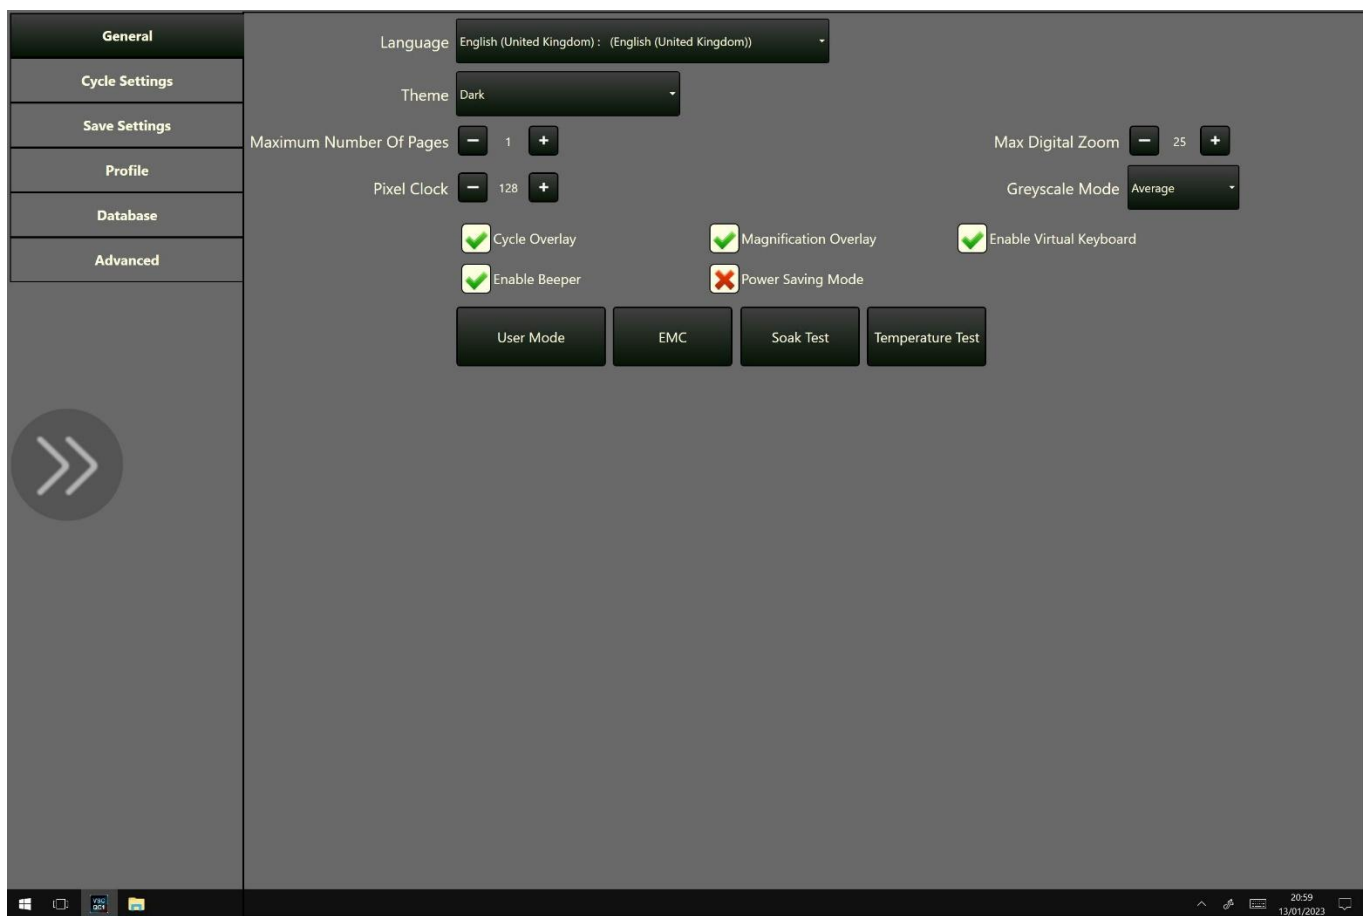 General
Cycle Settings
Save Settings
Profile
Database
Advanced
Language English (United Kingdom) : (English (United Kingdom))
Theme Dark
Maximum Number Of Pages − 1 + Max Digital Zoom − 25 +
Pixel Clock − 128 + Greyscale Mode Average
Cycle Overlay Magnification Overlay Enable Virtual Keyboard
Enable Beeper Power Saving Mode
User Mode EMC Soak Test Temperature Test
20:59
13/01/2023